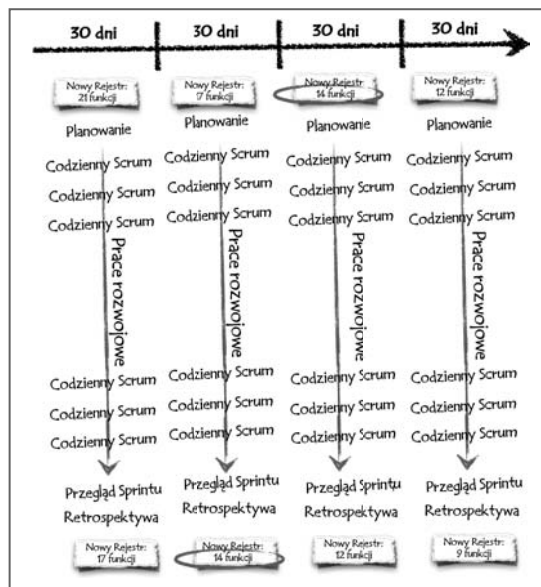 30 dni 30 dni 30 dni 30 dni
Nowy Rejestr:
21 funkcji
Nowy Rejestr:
7 funkcji
Nowy Rejestr
14 funkcji
Nowy Rejestr:
12 funkcji
Planowanie Planowanie Planowanie Planowanie
Codzienny Scrum Codzienny Scrum Codzienny Scrum Codzienny Scrum
Codzienny Scrum Codzienny Scrum Codzienny Scrum Codzienny Scrum
Codzienny Scrum Codzienny Scrum Codzienny Scrum Codzienny Scrum
Prace rozwojowe Prace rozwojowe Prace rozwojowe Prace rozwojowe
Codzienny Scrum Codzienny Scrum Codzienny Scrum Codzienny Scrum
Codzienny Scrum Codzienny Scrum Codzienny Scrum Codzienny Scrum
Codzienny Scrum Codzienny Scrum Codzienny Scrum Codzienny Scrum
Przegląd Sprintu Przegląd Sprintu Przegląd Sprintu Przegląd Sprintu
Retrospektywa Retrospektywa Retrospektywa Retrospektywa
Nowy Rejestr:
17 funkcji
Nowy Rejestr:
14 funkcji
Nowy Rejestr:
12 funkcji
Nowy Rejestr:
9 funkcji